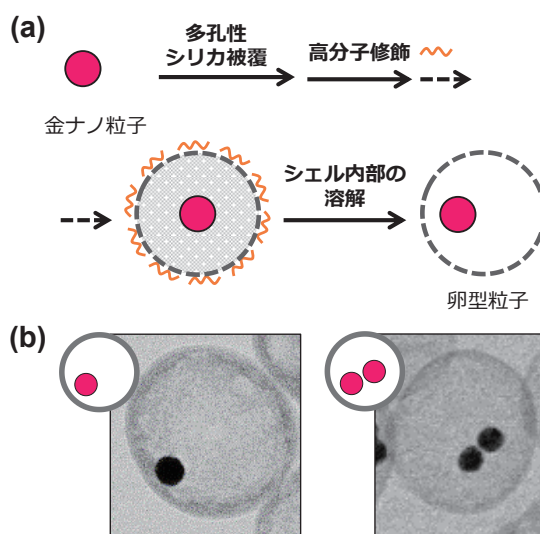 (a)
多孔性
シリカ被覆
高分子修飾
金ナノ粒子
シェル内部の
溶解
卵型粒子
(b)